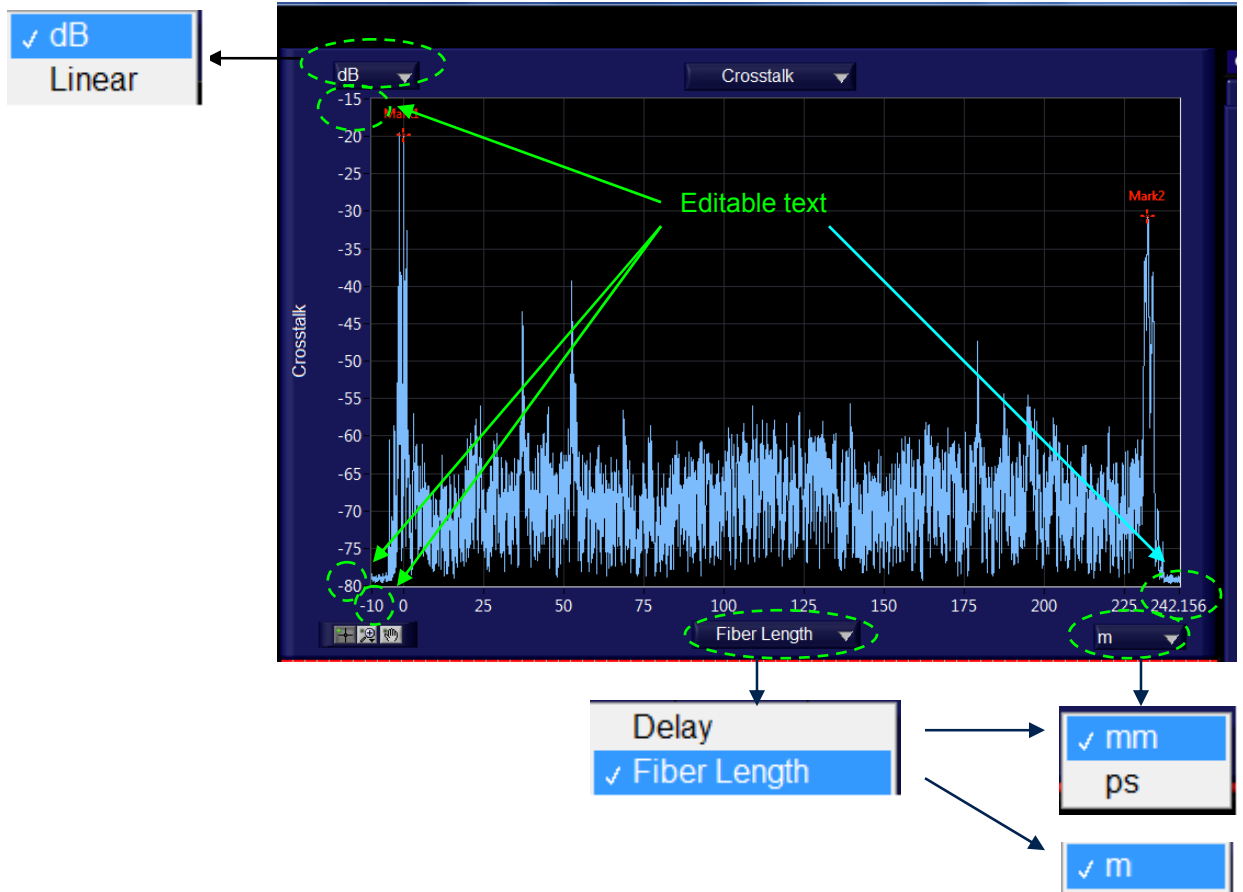 ✓ dB
Linear
dB
Crosstalk
-15
Mark1
-20
-25
-30
-35
-40
-45
-50
-55
-60
-65
-70
-75
-80
Crosstalk
Editable text
Mark2
-10 0 25 50 75 100 125 150 175 200 225 242.156
Fiber Length
m
Delay
✓ Fiber Length
✓ mm
ps
✓ m